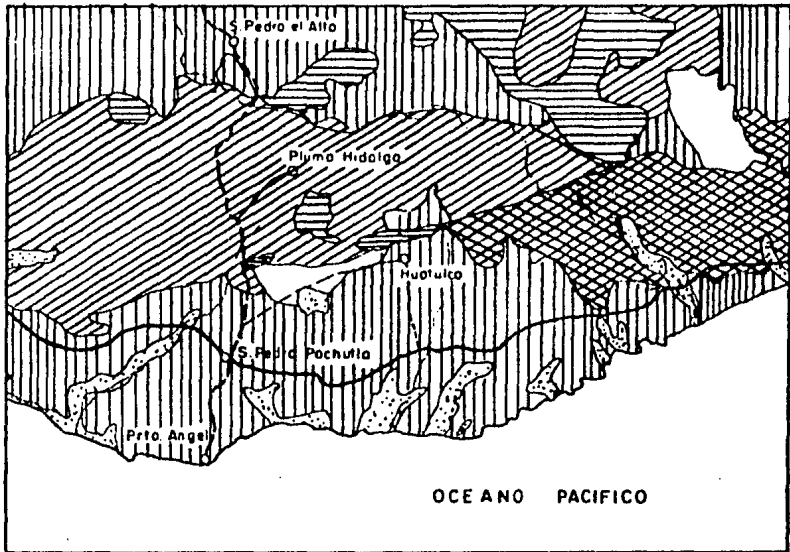 S. Pedro el Alto
Pluma Hidalgo
Huatulco
S. Pedro Pochutla
Prto. Angel
OCEANO PACIFICO